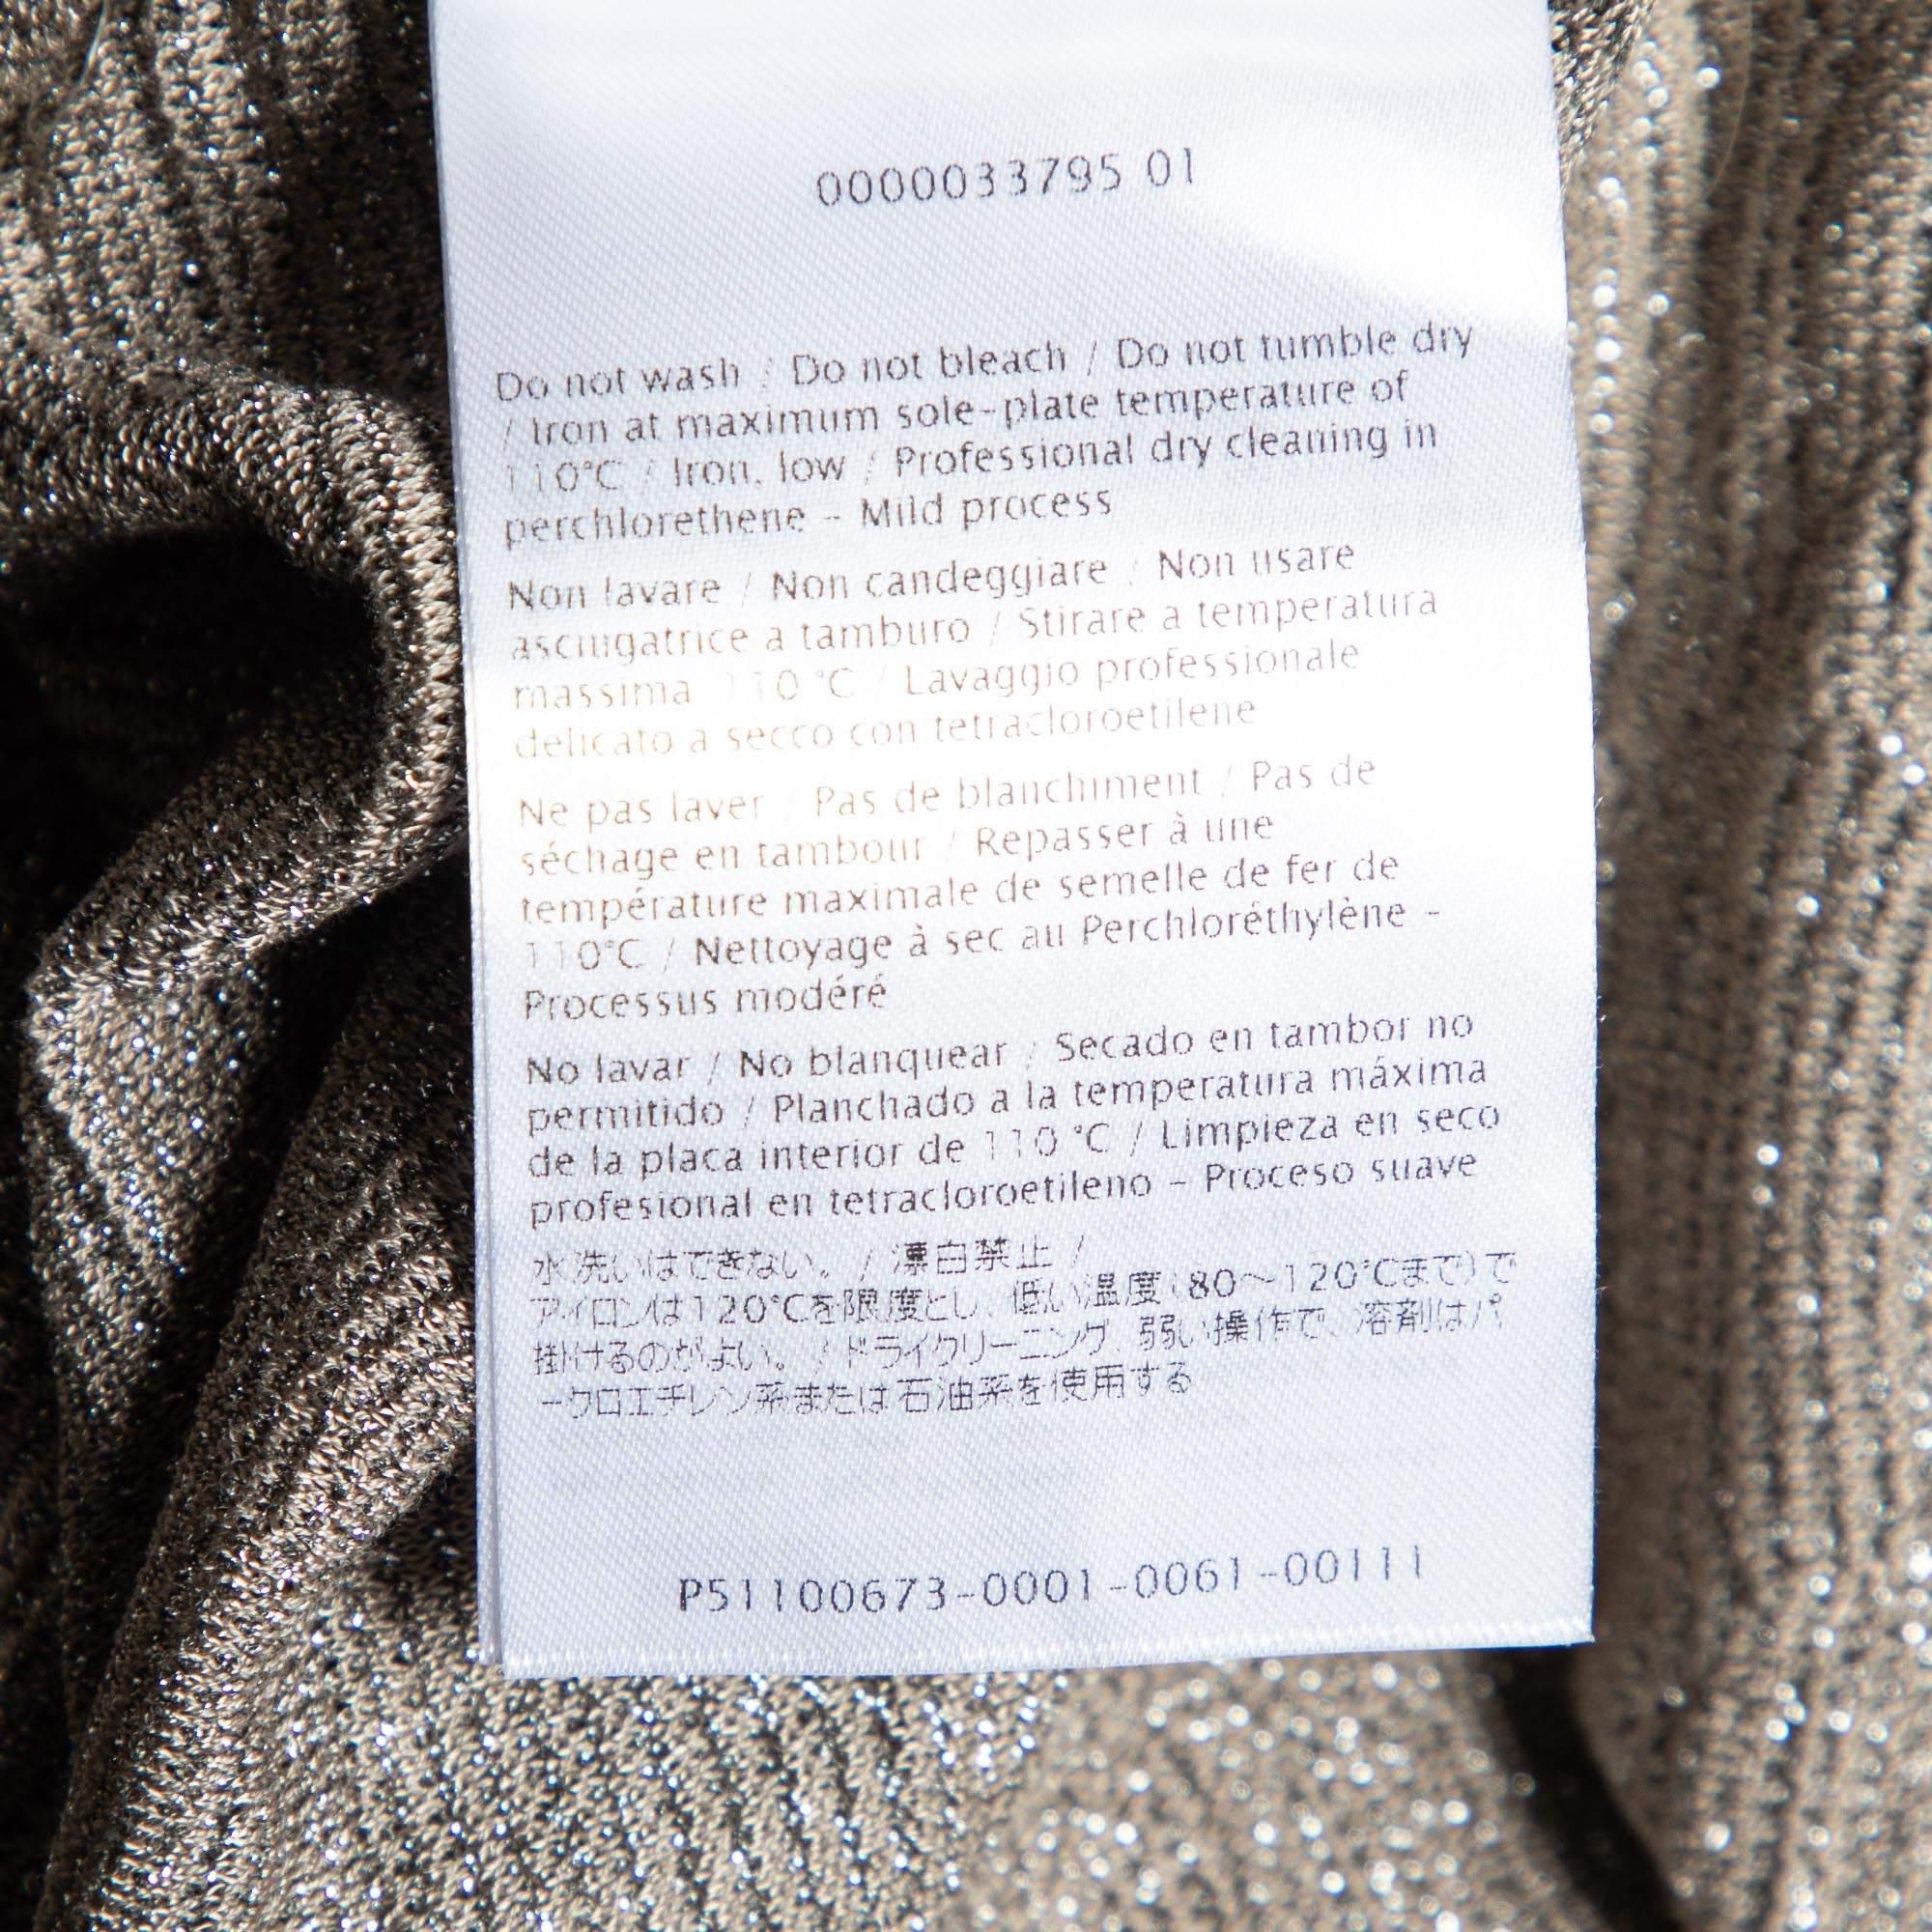 0000033795 01
Do not wash / Do not bleach / Do not tumble dry
/ Iron at maximum sole-plate temperature of
110°C / Iron, low / Professional dry cleaning in
perchlorethene - Mild process
Non lavare / Non candeggiare / Non usare
asciugatrice a tamburo / Stirare a temperatura
massima 110 °C / Lavaggio professionale
delicato a secco con tetracloroetilene
Ne pas laver / Pas de blanchiment / Pas de
séchage en tambour / Repasser à une
température maximale de semelle de fer de
110°C / Nettoyage à sec au Perchloréthylène -
Processus modéré
No lavar / No blanquear / Secado en tambor no
permitido / Planchado a la temperatura máxima
de la placa interior de 110 °C / Limpieza en seco
profesional en tetracloroetileno - Proceso suave
水洗いはできない。 / 漂白禁止 /
アイロンは120°Cを限度とし、低い温度(80〜120°Cまで)で
掛けるのがよい。 / ドライクリーニング、弱い操作で、溶剤はパ
ークロエチレン系または石油系を使用する
P51100673-0001-0061-00111